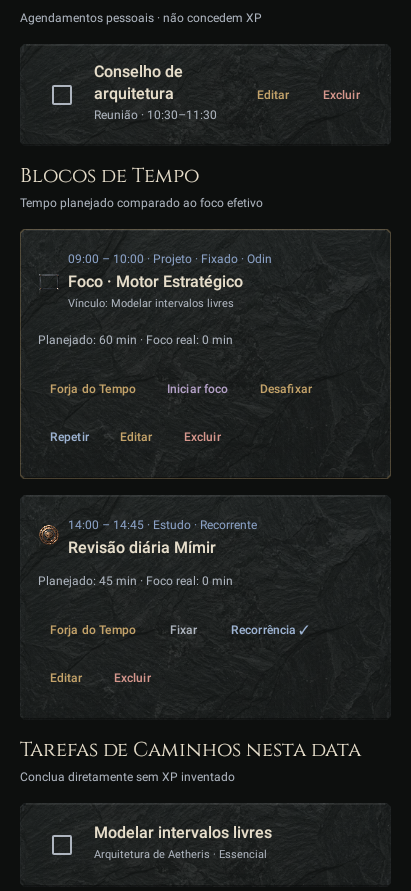 Agendamentos pessoais · não concedem XP
Conselho de
arquitetura
Reunião · 10:30–11:30
Editar
Excluir
Blocos de Tempo
Tempo planejado comparado ao foco efetivo
09:00 – 10:00 · Projeto · Fixado · Odin
Foco · Motor Estratégico
Vínculo: Modelar intervalos livres
Planejado: 60 min · Foco real: 0 min
Forja do Tempo
Iniciar foco
Desafixar
Repetir
Editar
Excluir
14:00 – 14:45 · Estudo · Recorrente
Revisão diária Mímir
Planejado: 45 min · Foco real: 0 min
Forja do Tempo
Fixar
Recorrência ✓
Editar
Excluir
Tarefas de Caminhos nesta data
Conclua diretamente sem XP inventado
Modelar intervalos livres
Arquitetura de Aetheris · Essencial